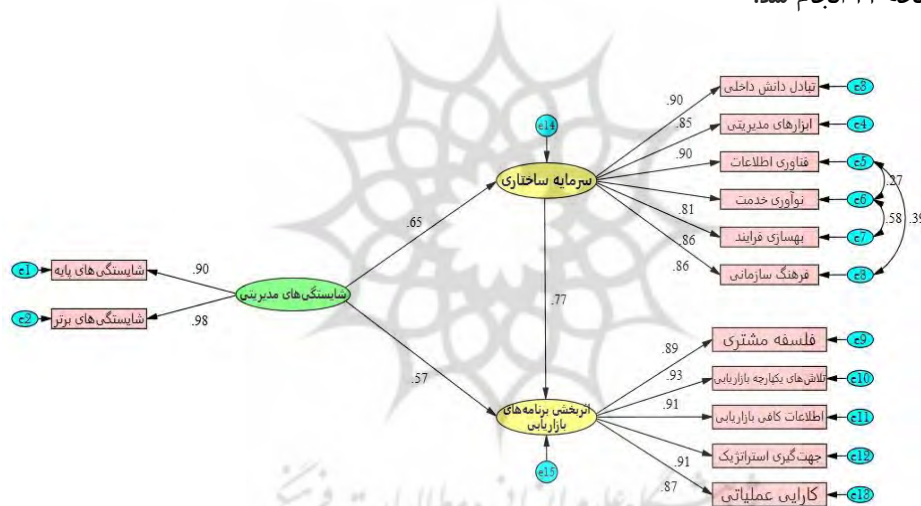 e14
.90
تبادل دانش داخلی
e3
.85
ابزارهای مدیریتی
e4
.90
فناوری اطلاعات
e5
سرمایه ساختاری
نوآوری خدمت
e6
.27
.81
بهسازی فرایند
e7
.58
.39
.86
فرهنگ سازمانی
e8
.86
.65
e1
شایستگی‌های پایه
.90
شایستگی‌های مدیریتی
e2
شایستگی‌های برتر
.98
.77
.57
.89
فلسفه مشتری
e9
.93
تلاش‌های یکپارچه بازاریابی
e10
اثربخشی برنامه‌های
بازاریابی
.91
اطلاعات کافی بازاریابی
e11
.91
جهت‌گیری استراتژیک
e12
e15
.87
کارایی عملیاتی
e13